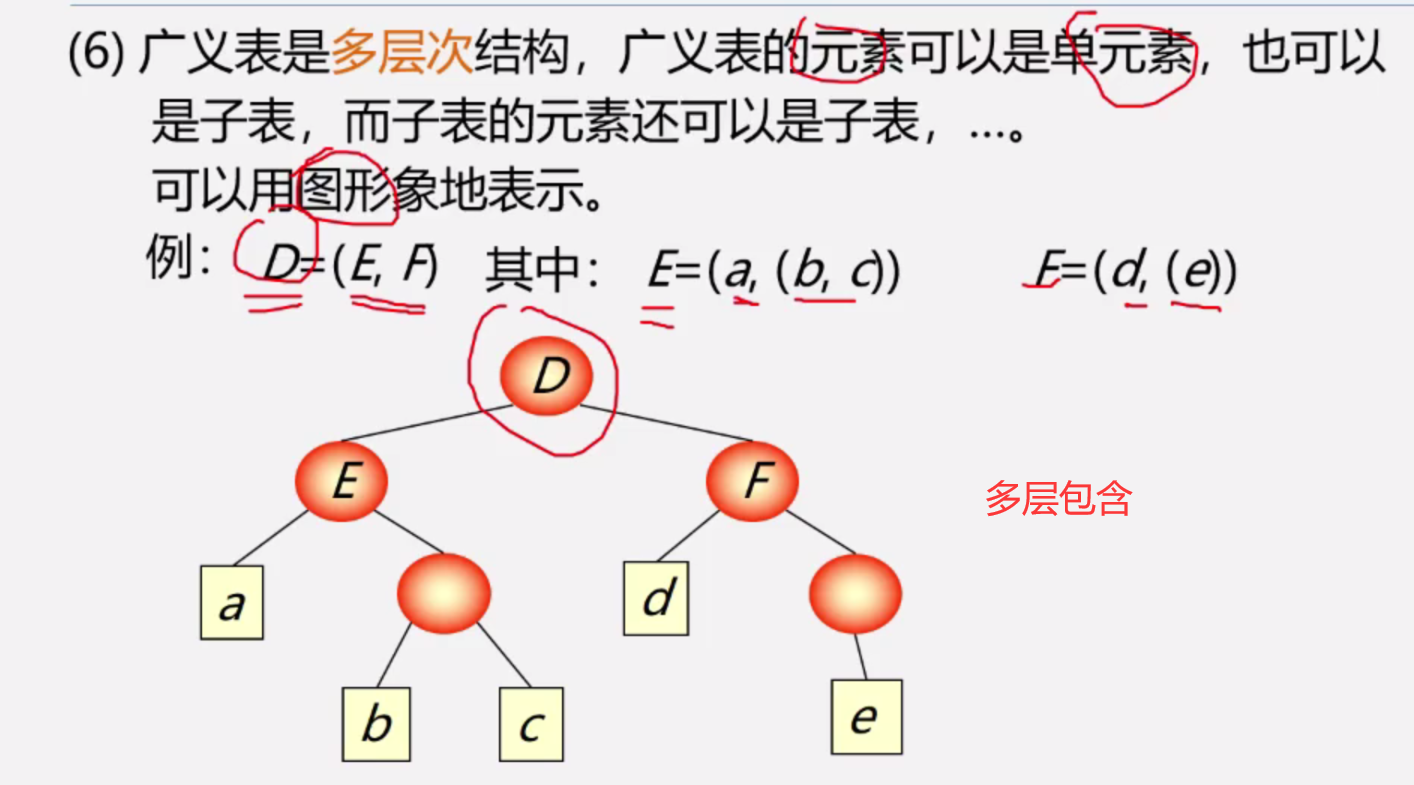 (6) 广义表是多层次结构，广义表的元素可以是单元素，也可以
是子表，而子表的元素还可以是子表，…。
可以用图形象地表示。
例： D=(E, F) 其中： E=(a, (b, c)) F=(d, (e))
D
E F
多层包含
a d
b c e